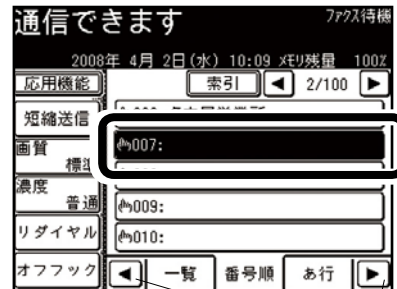 通信できます
ファクス待機
2008年 4月 2日(水) 10:09 メモリ残量 100%
応用機能
索引
2/100
短縮送信
007:
画質
標準
濃度
普通
009:
リダイヤル
010:
オフフック
一覧
番号順
あ行